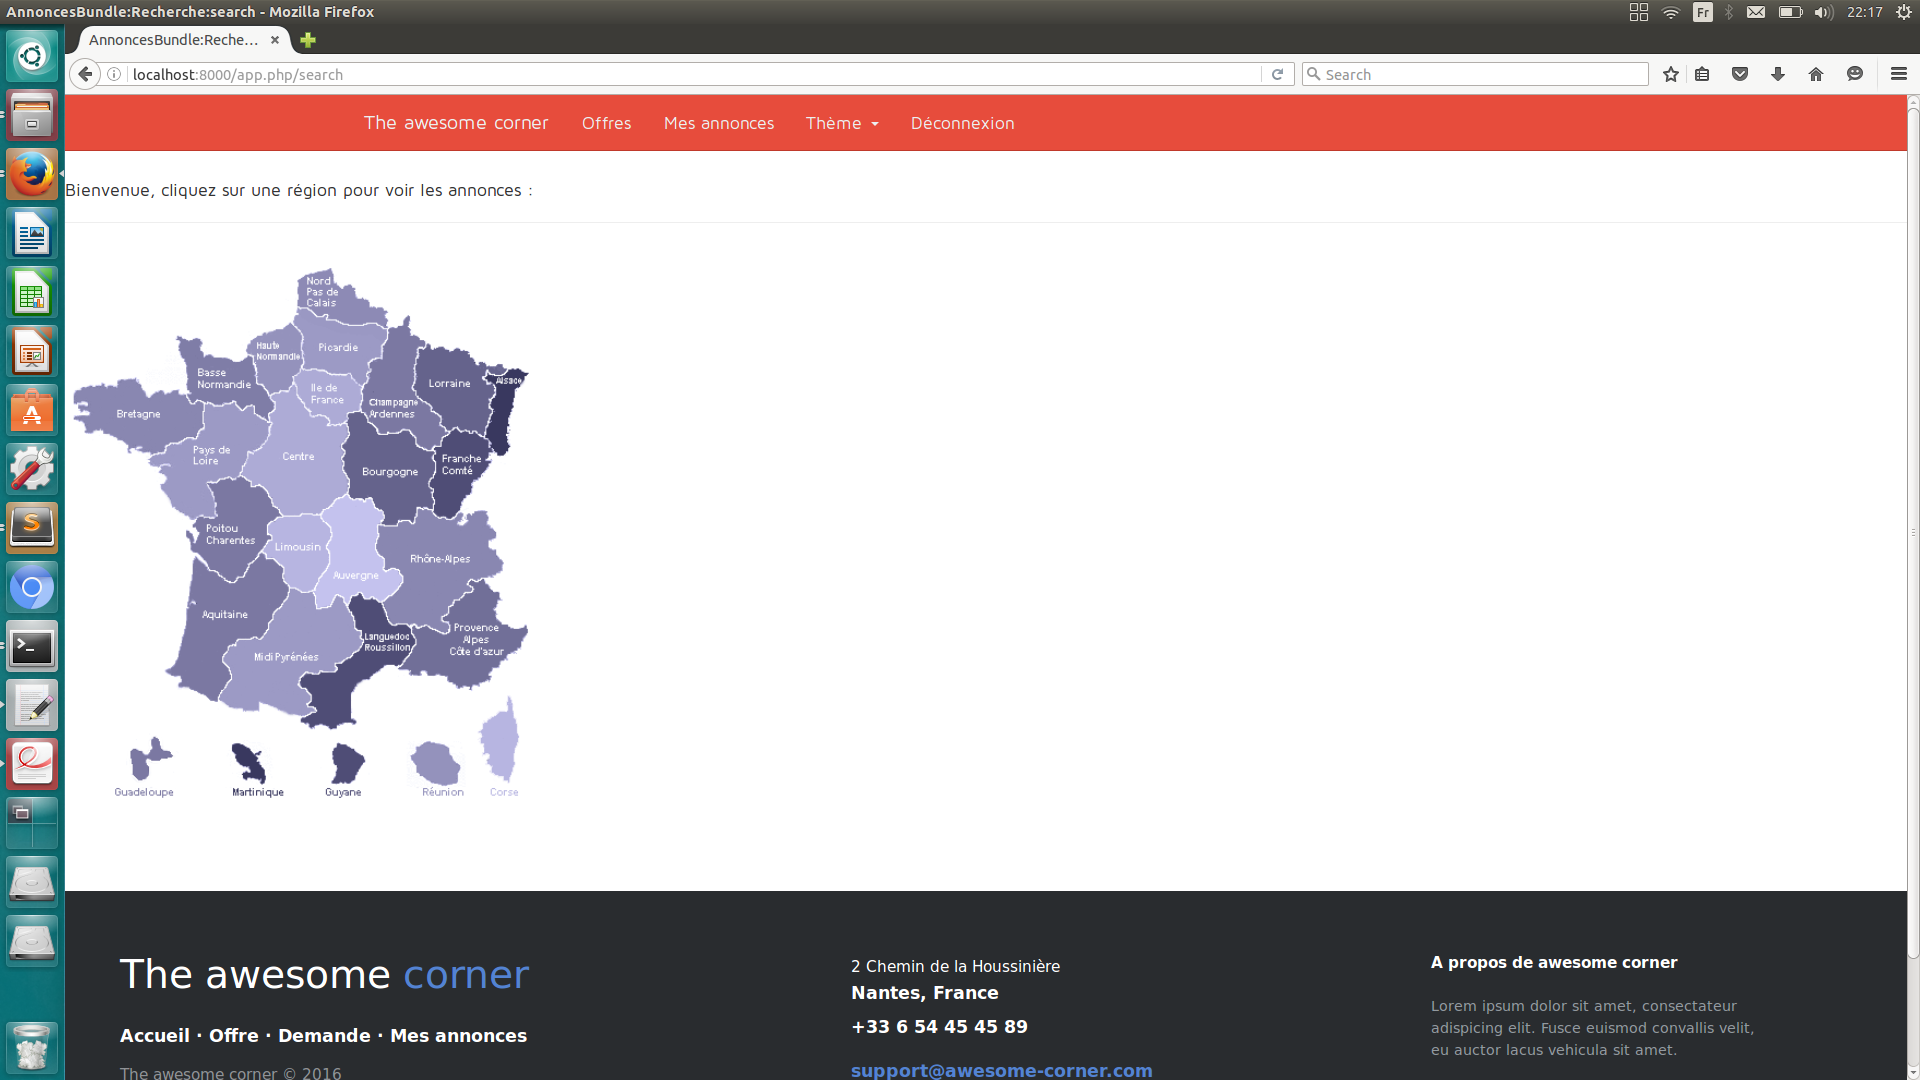 AnnoncesBundle:Recherche:search - Mozilla Firefox
Fr
22:17
AnnoncesBundle:Reche...
localhost:8000/app.php/search
Search
The awesome corner
Offres
Mes annonces
Thème
Déconnexion
Bienvenue, cliquez sur une région pour voir les annonces :
Nord
Pas de
Calais
Haute
Normandie
Picardie
Basse
Normandie
Ile de
France
Champagne
Ardennes
Lorraine
Alsace
Bretagne
Pays de
Loire
Centre
Bourgogne
Franche
Comté
Poitou
Charentes
Limousin
Auvergne
Rhône-Alpes
Aquitaine
Midi Pyrénées
Languedoc
Roussillon
Provence
Alpes
Côte d'azur
Guadeloupe
Martinique
Guyane
Réunion
Corse
The awesome corner
Accueil · Offre · Demande · Mes annonces
The awesome corner © 2016
2 Chemin de la Houssinière
Nantes, France
+33 6 54 45 45 89
support@awesome-corner.com
A propos de awesome corner
Lorem ipsum dolor sit amet, consectateur
adispicing elit. Fusce euismod convallis velit,
eu auctor lacus vehicula sit amet.